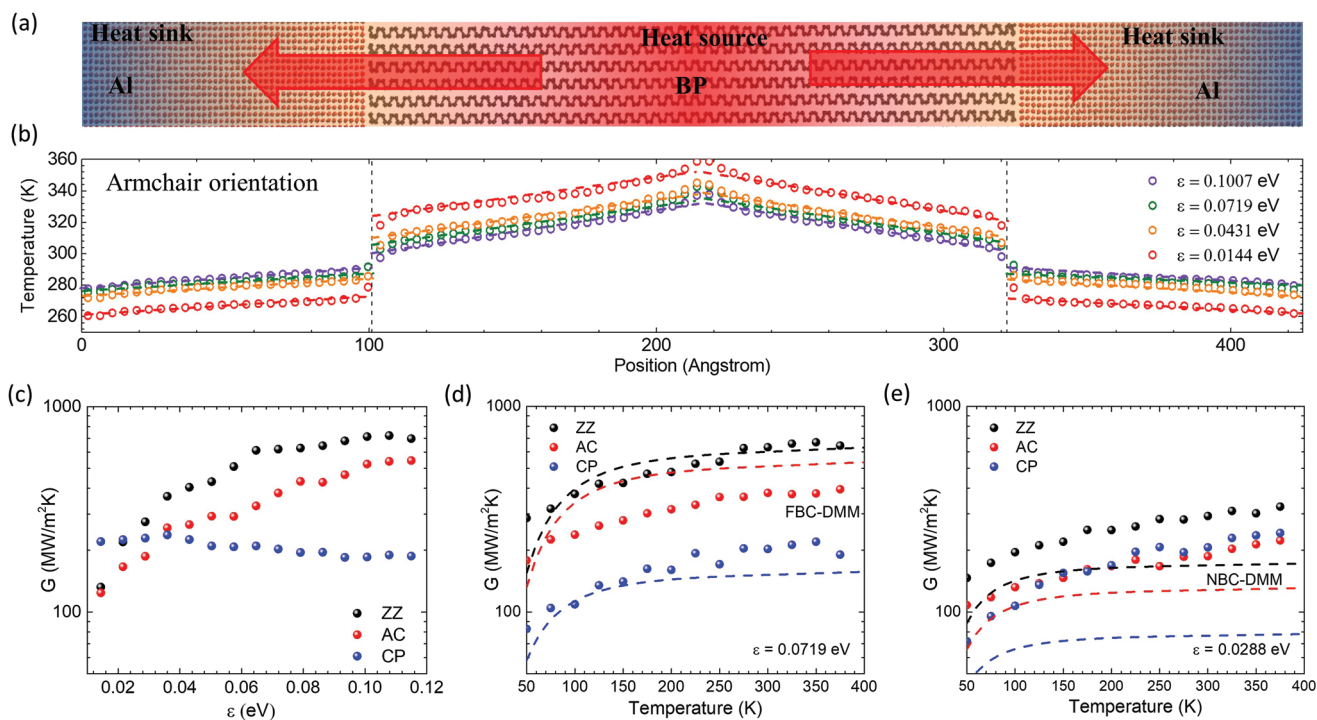 (a)
Heat sink
Heat source
Heat sink
Al
BP
Al
(b)
360
340
320
300
280
260
Temperature (K)
Armchair orientation
ε = 0.1007 eV
ε = 0.0719 eV
ε = 0.0431 eV
ε = 0.0144 eV
0
100
200
300
400
Position (Angstrom)
(c)
1000
100
G (MW/m²K)
ZZ
AC
CP
0.02
0.04
0.06
0.08
0.10
0.12
ε (eV)
(d)
1000
100
G (MW/m²K)
ZZ
AC
CP
FBC-DMM
ε = 0.0719 eV
50
100
150
200
250
300
350
400
Temperature (K)
(e)
1000
100
G (MW/m²K)
ZZ
AC
CP
NBC-DMM
ε = 0.0288 eV
50
100
150
200
250
300
350
400
Temperature (K)